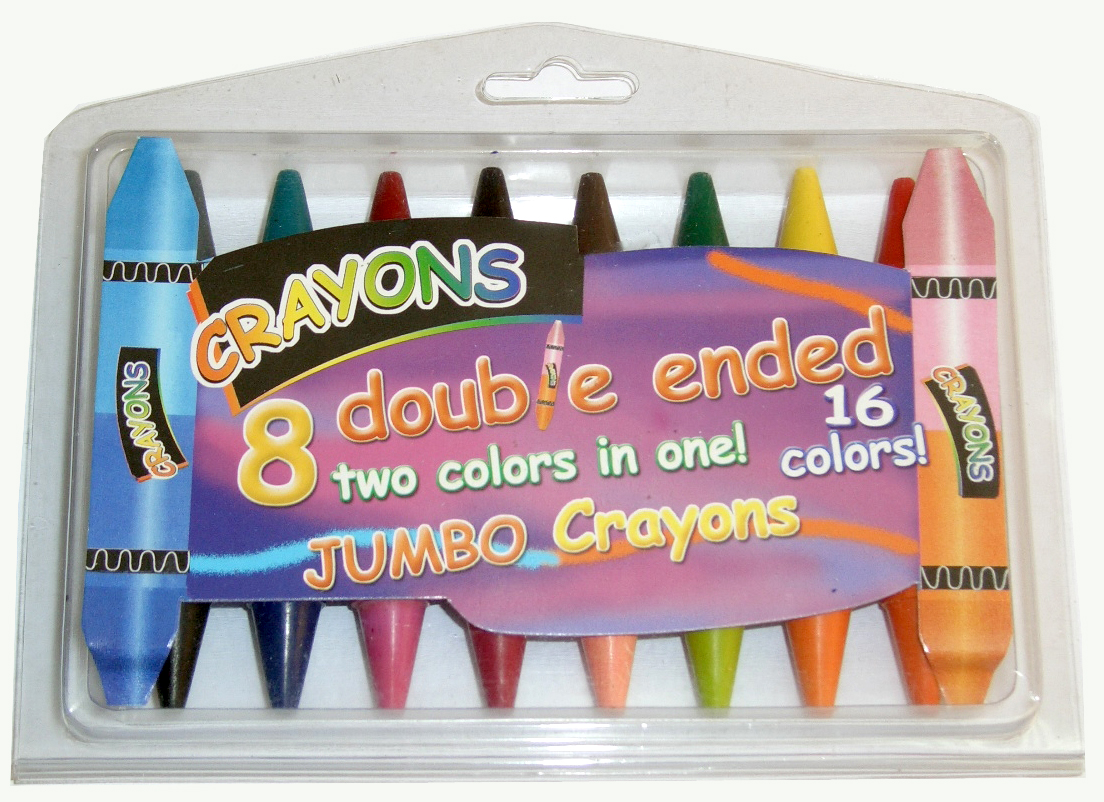 CRAYONS
8 double ended
two colors in one!
16
colors!
JUMBO Crayons
CRAYONS
CRAYONS